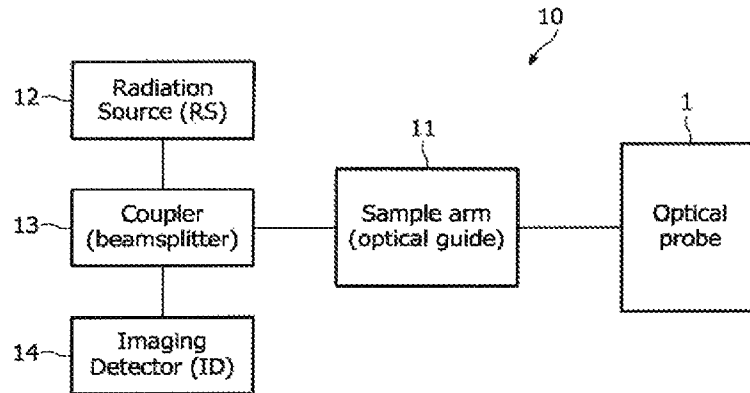 10
12
Radiation
Source (RS)
11
1
13
Coupler
(beamsplitter)
Sample arm
(optical guide)
Optical
probe
14
Imaging
Detector (ID)